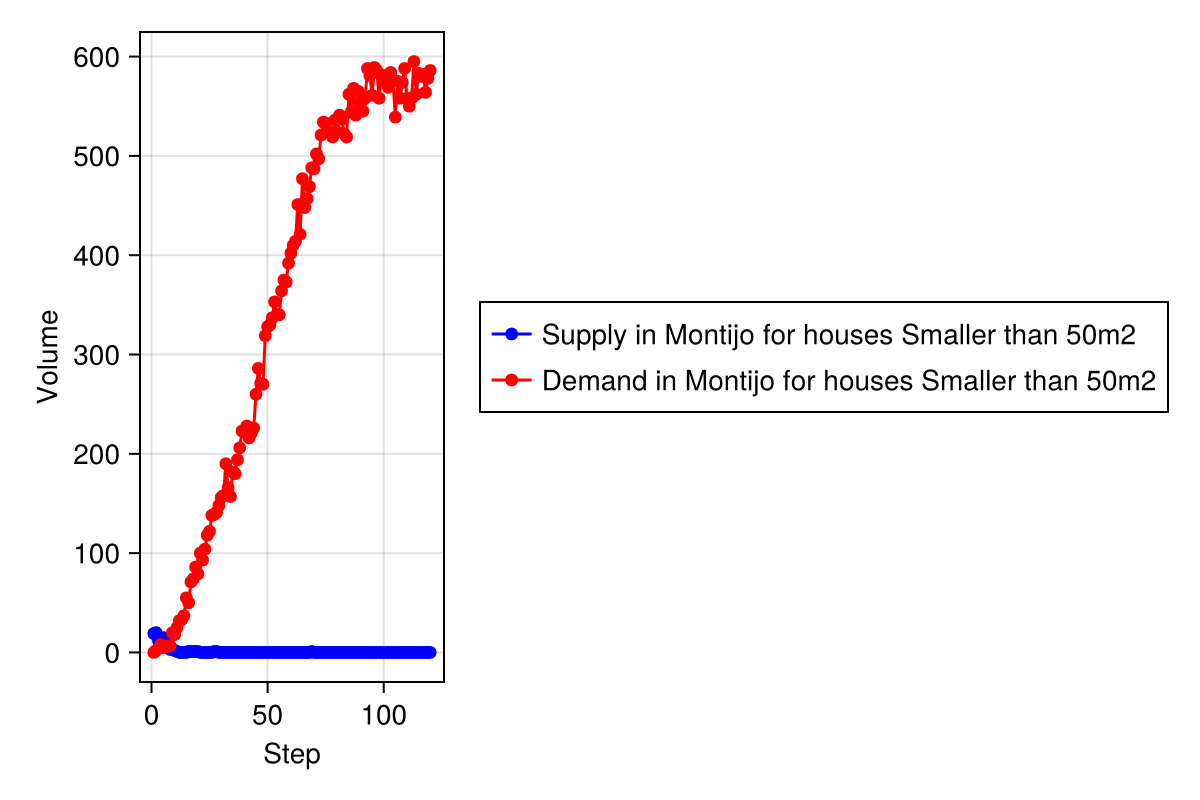 600
500
400
300
200
100
0
Volume
0 50 100
Step
Supply in Montijo for houses Smaller than 50m2
Demand in Montijo for houses Smaller than 50m2